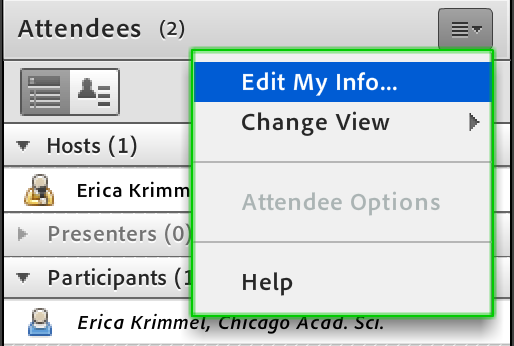 Attendees (2)
Edit My Info...
Change View
Hosts (1)
Erica Krimm
Attendee Options
Presenters (0)
Participants (1
Help
Erica Krimmel, Chicago Acad. Sci.